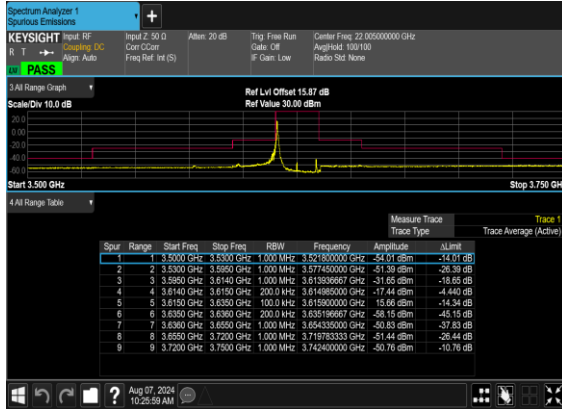 Spectrum Analyzer 1
Spurious Emissions
+
KEYSIGHT Input: RF Input Z: 50 Ω Atten: 20 dB Trig: Free Run Center Freq: 22.005000000 GHz
R T Coupling: DC Corr CCorr Gate: Off Avg|Hold: 100/100
Align: Auto Freq Ref: Int (S) IF Gain: Low Radio Std: None
PASS
3 All Range Graph
Ref Lvl Offset 15.87 dB
Scale/Div 10.0 dB Ref Value 30.00 dBm
20.0
0.00
-20.0
-40.0
-60.0
Start 3.500 GHz Stop 3.750 GH
4 All Range Table
Measure Trace Trace 1
Trace Type Trace Average (Active)
Spur Range Start Freq Stop Freq RBW Frequency Amplitude ΔLimit
1 1 3.5000 GHz 3.5300 GHz 1.000 MHz 3.521800000 GHz -54.01 dBm -14.01 dB
2 2 3.5300 GHz 3.5950 GHz 1.000 MHz 3.577450000 GHz -51.39 dBm -26.39 dB
3 3 3.5950 GHz 3.6140 GHz 1.000 MHz 3.613936667 GHz -31.65 dBm -18.65 dB
4 4 3.6140 GHz 3.6150 GHz 200.0 kHz 3.614985000 GHz -17.44 dBm -4.440 dB
5 5 3.6150 GHz 3.6350 GHz 100.0 kHz 3.615900000 GHz 15.66 dBm -14.34 dB
6 6 3.6350 GHz 3.6360 GHz 200.0 kHz 3.635196667 GHz -58.15 dBm -45.15 dB
7 7 3.6360 GHz 3.6550 GHz 1.000 MHz 3.654335000 GHz -50.83 dBm -37.83 dB
8 8 3.6550 GHz 3.7200 GHz 1.000 MHz 3.719783333 GHz -51.44 dBm -26.44 dB
9 9 3.7200 GHz 3.7500 GHz 1.000 MHz 3.742400000 GHz -50.76 dBm -10.76 dB
? Aug 07, 2024
10:25:59 AM